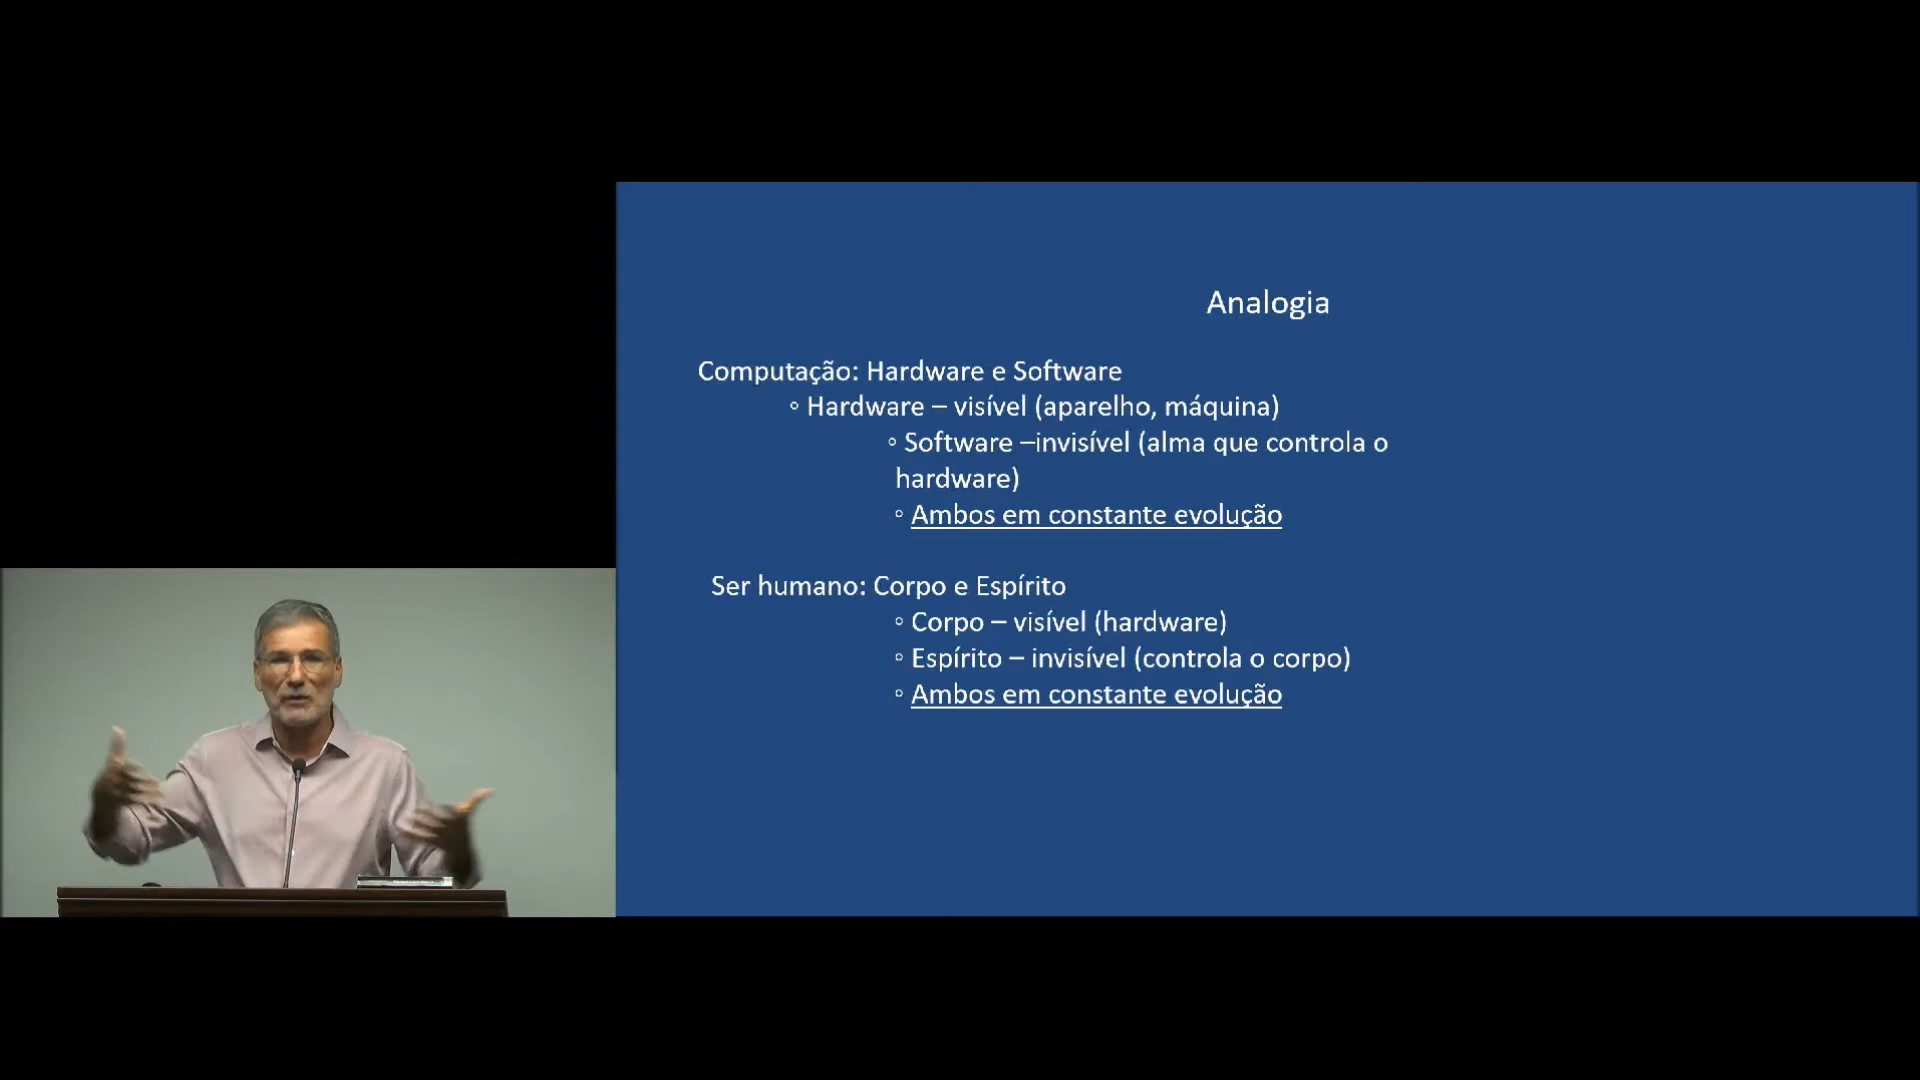 Analogia
Computação: Hardware e Software
◦ Hardware – visível (aparelho, máquina)
◦ Software –invisível (alma que controla o
hardware)
◦ Ambos em constante evolução
Ser humano: Corpo e Espírito
◦ Corpo – visível (hardware)
◦ Espírito – invisível (controla o corpo)
◦ Ambos em constante evolução